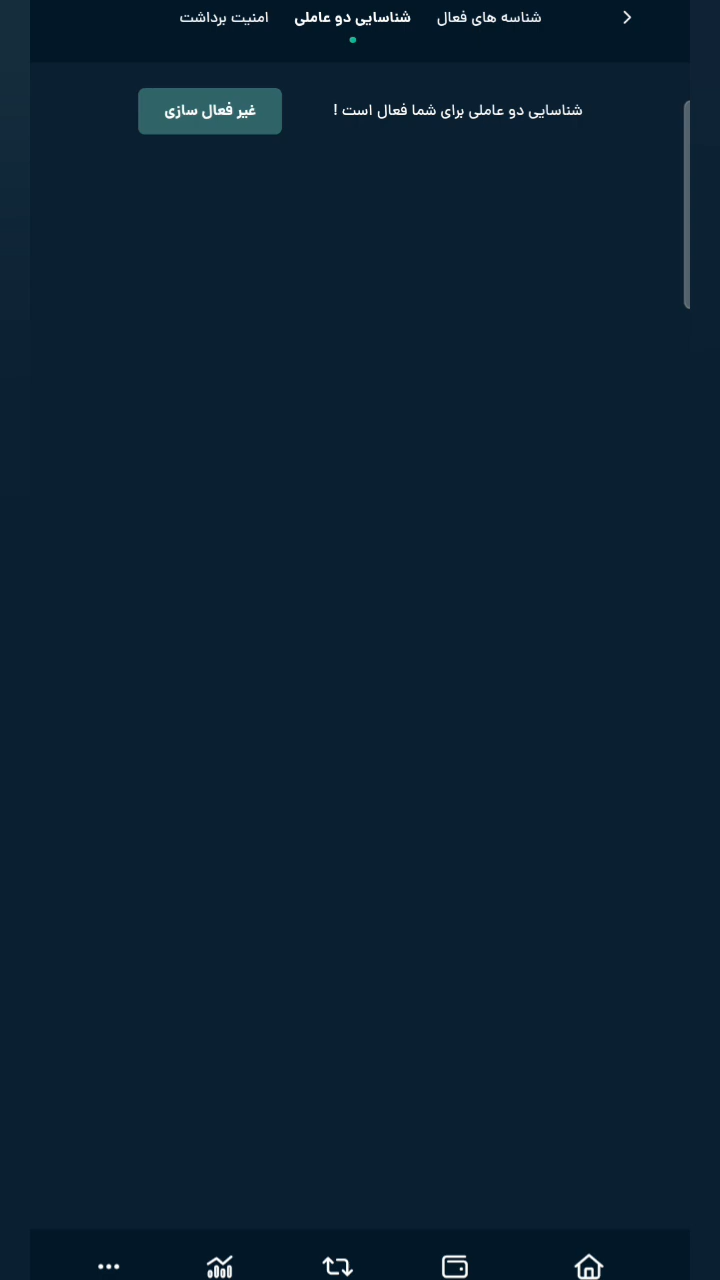 شناسه های فعال شناسایی دو عاملی امنیت برداشت
شناسایی دو عاملی برای شما فعال است ! غیر فعال سازی